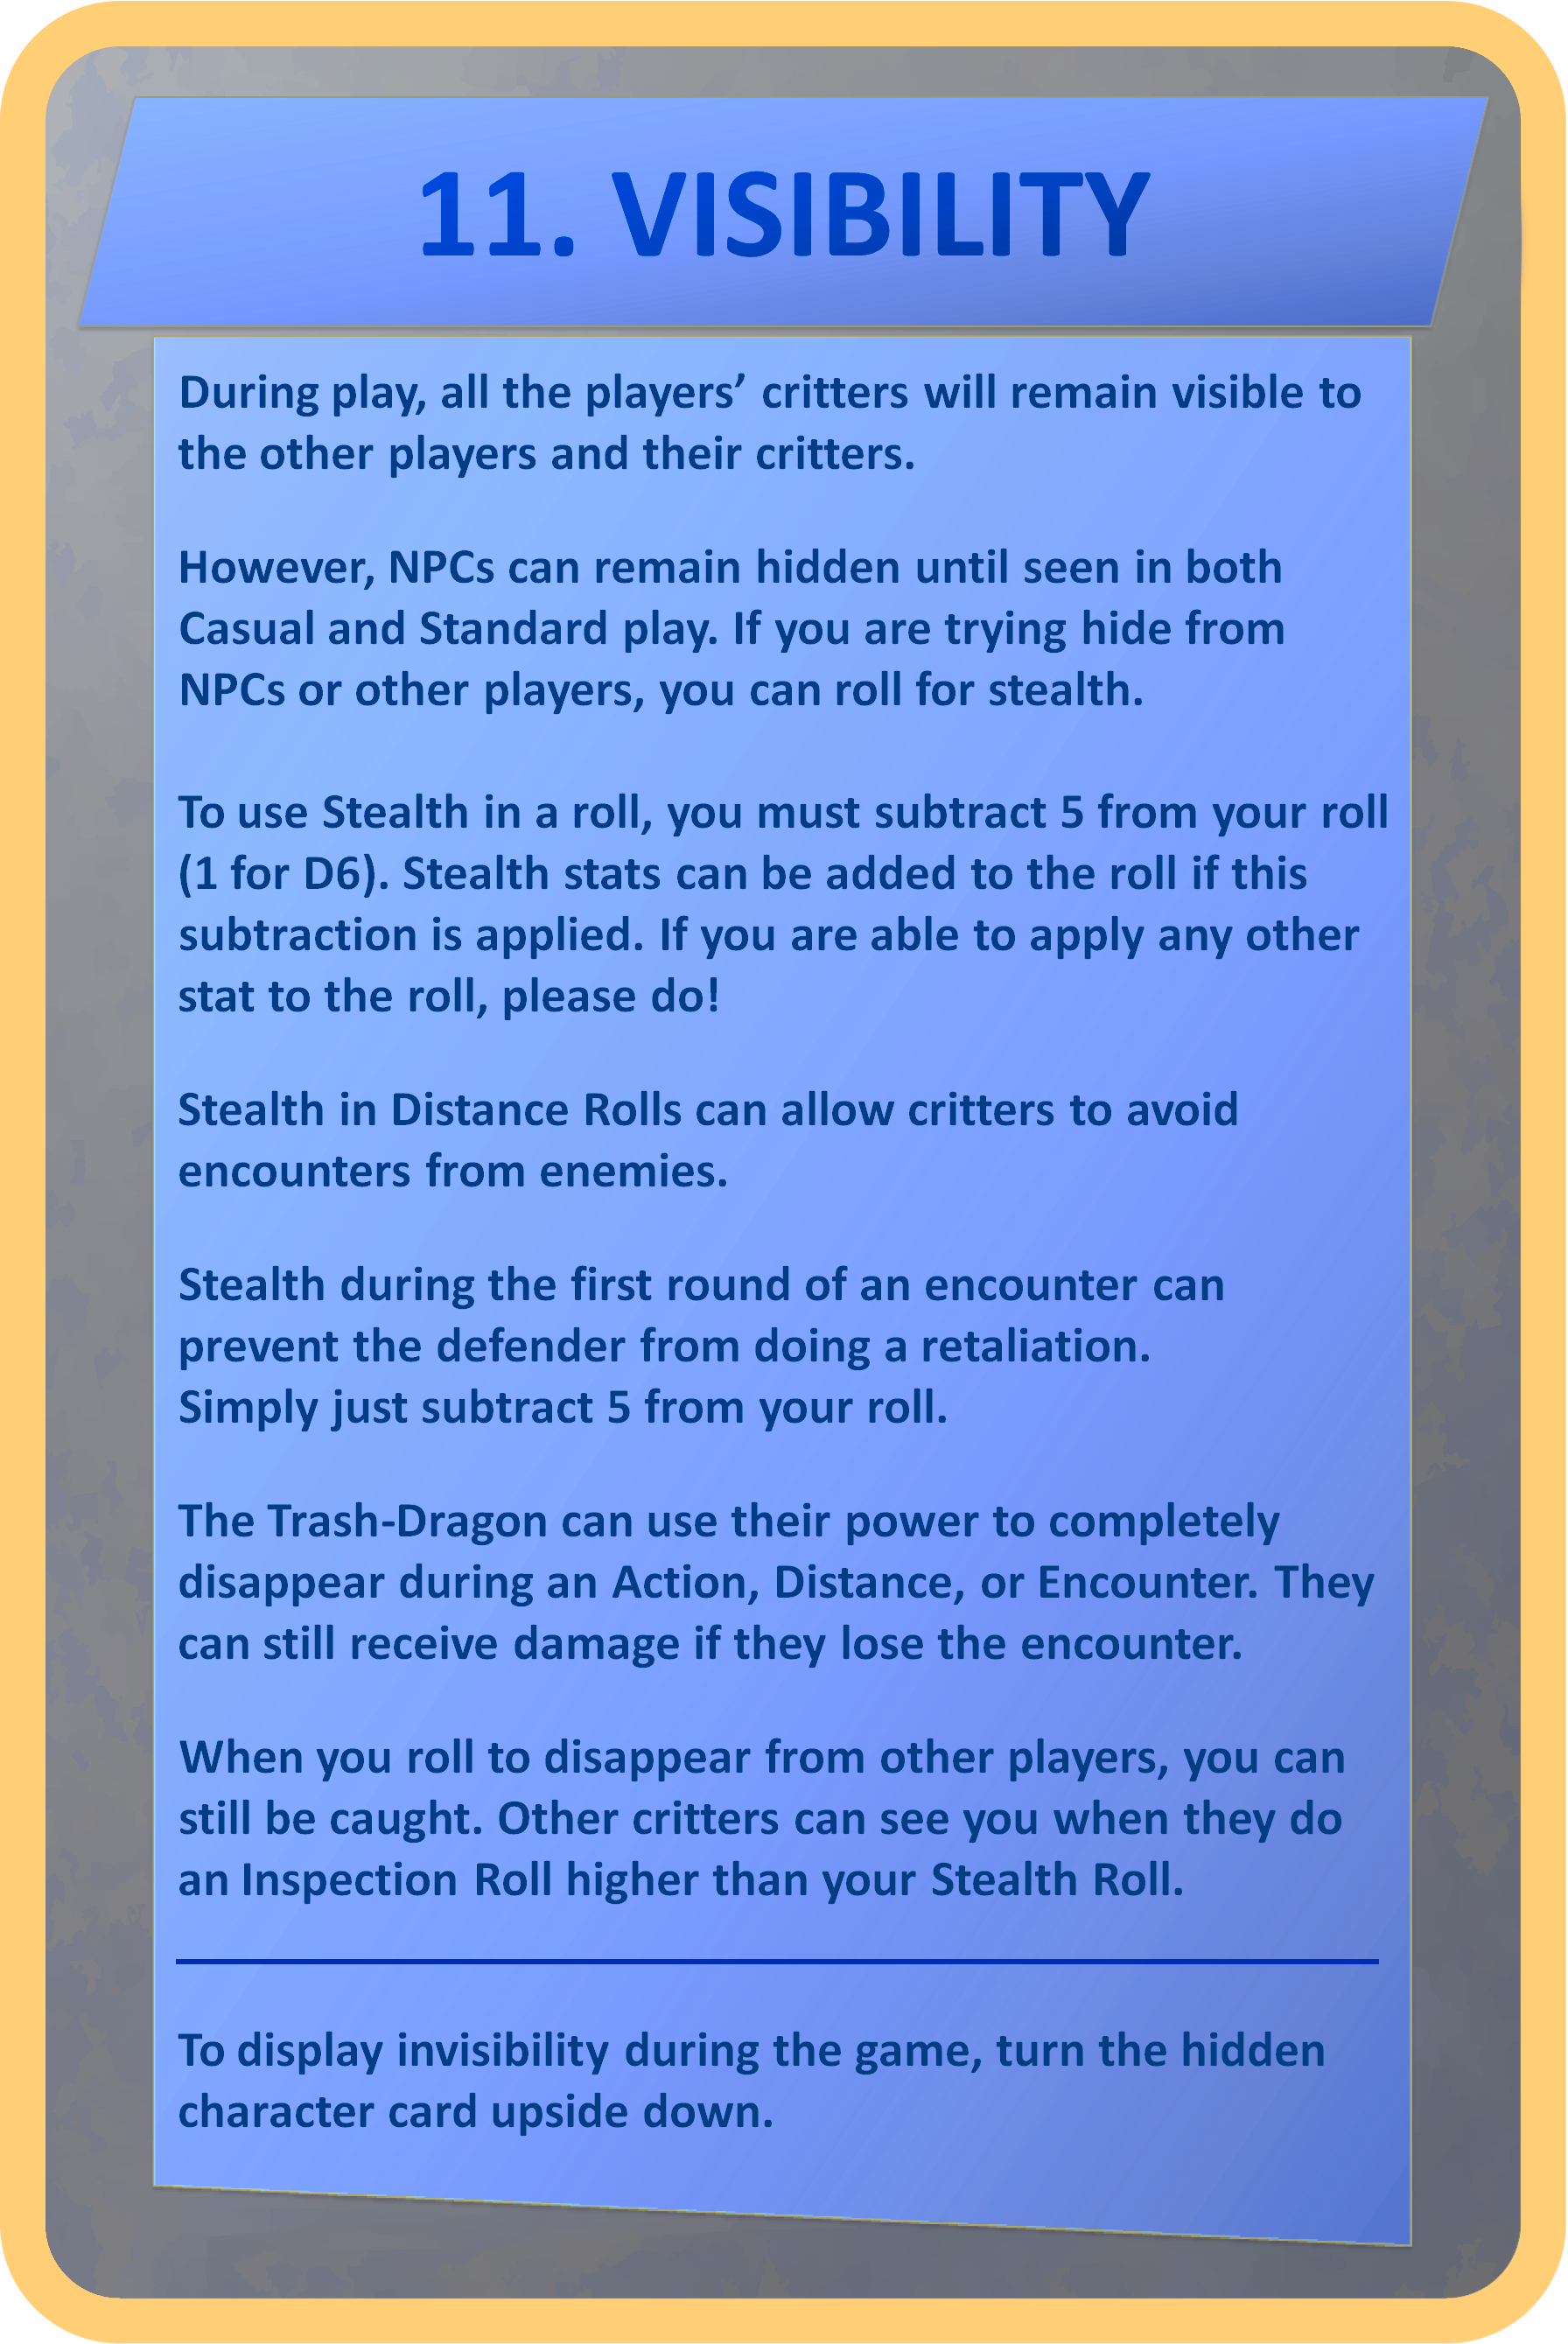 11. VISIBILITY
During play, all the players’ critters will remain visible to
the other players and their critters.
However, NPCs can remain hidden until seen in both
Casual and Standard play. If you are trying hide from
NPCs or other players, you can roll for stealth.
To use Stealth in a roll, you must subtract 5 from your roll
(1 for D6). Stealth stats can be added to the roll if this
subtraction is applied. If you are able to apply any other
stat to the roll, please do!
Stealth in Distance Rolls can allow critters to avoid
encounters from enemies.
Stealth during the first round of an encounter can
prevent the defender from doing a retaliation.
Simply just subtract 5 from your roll.
The Trash-Dragon can use their power to completely
disappear during an Action, Distance, or Encounter. They
can still receive damage if they lose the encounter.
When you roll to disappear from other players, you can
still be caught. Other critters can see you when they do
an Inspection Roll higher than your Stealth Roll.
To display invisibility during the game, turn the hidden
character card upside down.